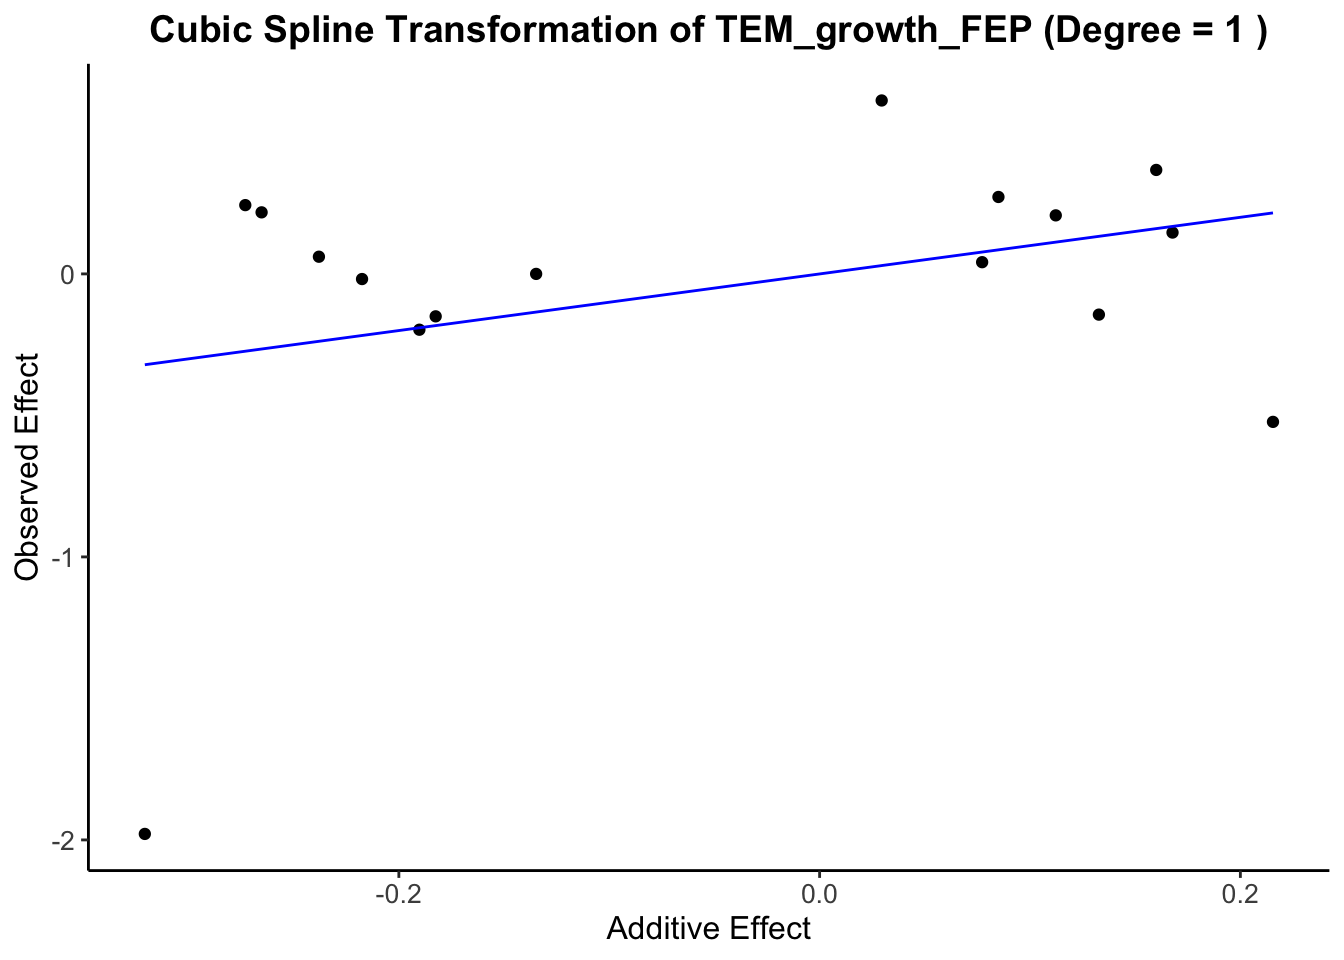 Cubic Spline Transformation of TEM_growth_FEP (Degree = 1 )
Observed Effect
0
-1
-2
-0.2
0.0
0.2
Additive Effect